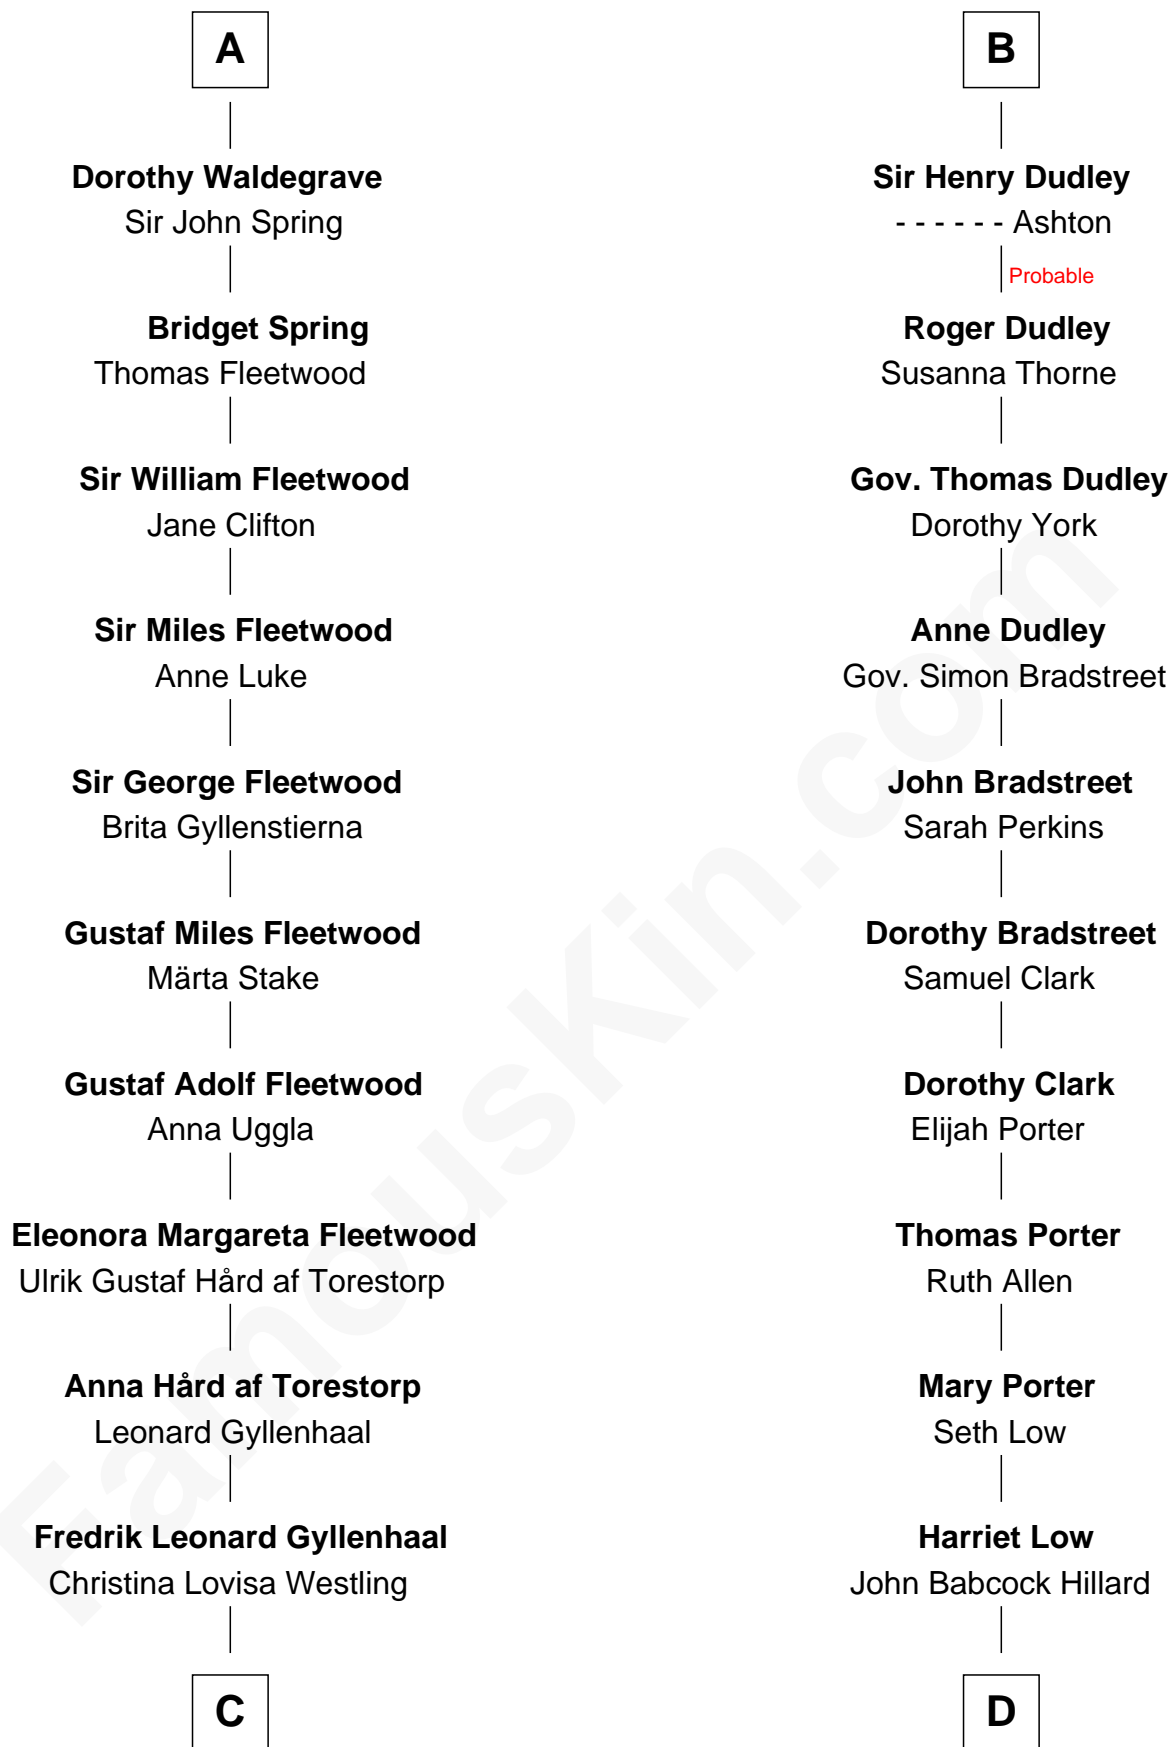 A
Dorothy Waldegrave
Sir John Spring
Bridget Spring
Thomas Fleetwood
Sir William Fleetwood
Jane Clifton
Sir Miles Fleetwood
Anne Luke
Sir George Fleetwood
Brita Gyllenstierna
Gustaf Miles Fleetwood
Märta Stake
Gustaf Adolf Fleetwood
Anna Uggla
Eleonora Margareta Fleetwood
Ulrik Gustaf Hård af Torestorp
Anna Hård af Torestorp
Leonard Gyllenhaal
Fredrik Leonard Gyllenhaal
Christina Lovisa Westling
C
B
Sir Henry Dudley
- - - - - - Ashton
Probable
Roger Dudley
Susanna Thorne
Gov. Thomas Dudley
Dorothy York
Anne Dudley
Gov. Simon Bradstreet
John Bradstreet
Sarah Perkins
Dorothy Bradstreet
Samuel Clark
Dorothy Clark
Elijah Porter
Thomas Porter
Ruth Allen
Mary Porter
Seth Low
Harriet Low
John Babcock Hillard
D
FamousKin.com